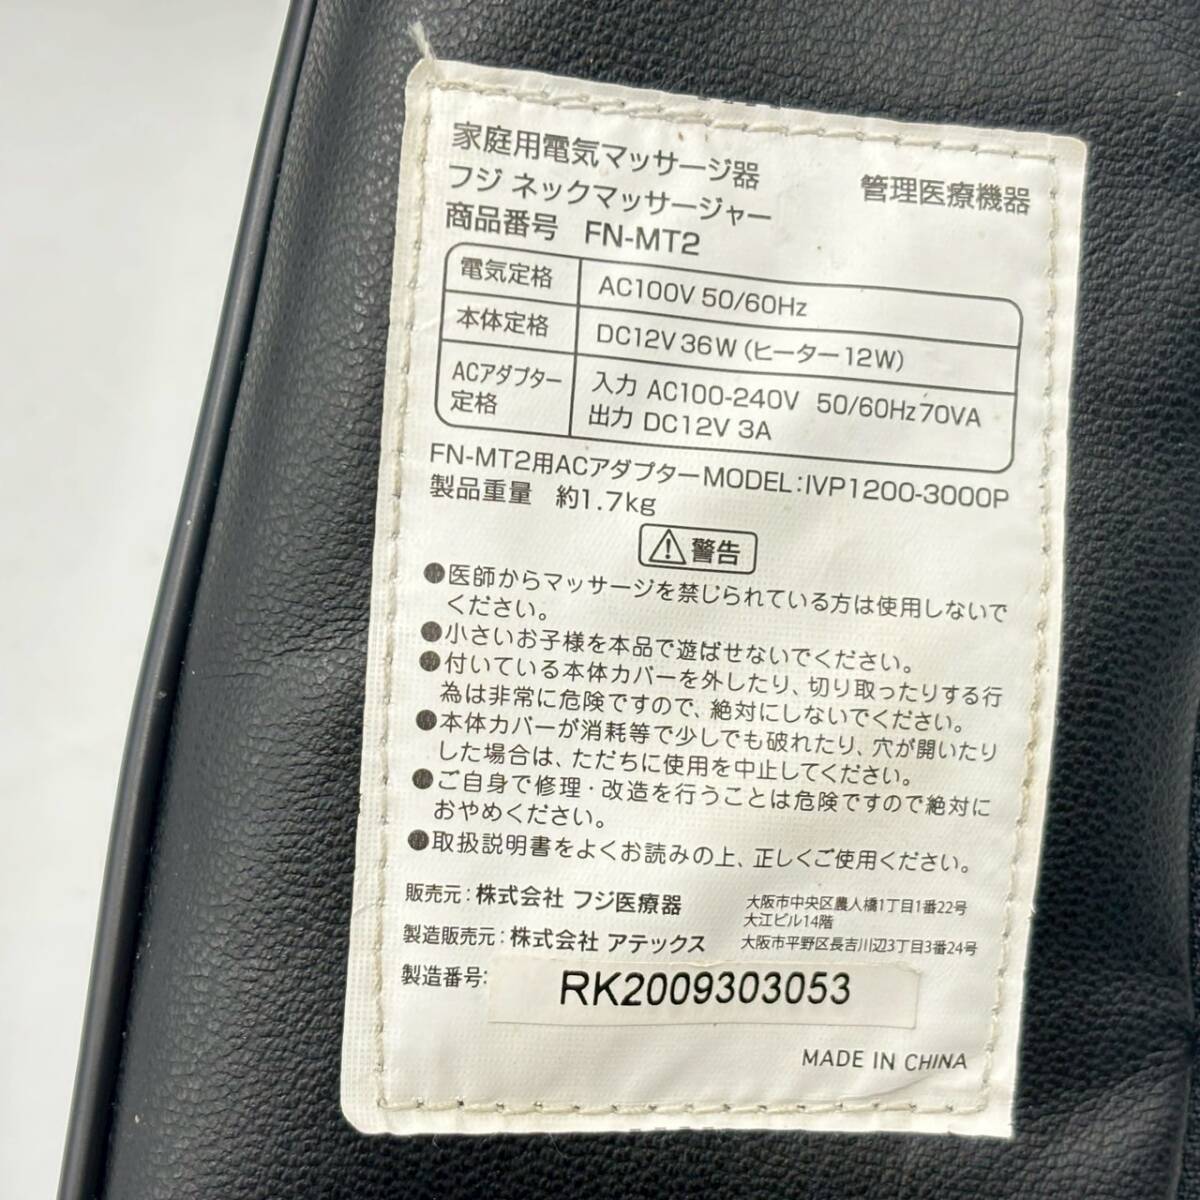 家庭用電気マッサージ器
フジ ネックマッサージャー
管理医療機器
商品番号 FN-MT2
電気定格 AC100V 50/60Hz
本体定格 DC12V 36W (ヒーター12W)
ACアダプター定格 入力 AC100-240V 50/60Hz 70VA
出力 DC12V 3A
FN-MT2用ACアダプターMODEL:IVP1200-3000P
製品重量 約1.7kg
⚠警告
●医師からマッサージを禁じられている方は使用しないで
ください。
●小さいお子様を本品で遊ばせないでください。
●付いている本体カバーを外したり、切り取ったりする行
為は非常に危険ですので、絶対にしないでください。
●本体カバーが消耗等で少しでも破れたり、穴が開いたり
した場合は、ただちに使用を中止してください。
●ご自身で修理・改造を行うことは危険ですので絶対に
おやめください。
●取扱説明書をよくお読みの上、正しくご使用ください。
販売元:株式会社 フジ医療器 大阪市中央区農人橋1丁目1番22号
大江ビル14階
製造販売元:株式会社 アテックス 大阪市平野区長吉川辺3丁目3番24号
製造番号: RK2009303053
MADE IN CHINA